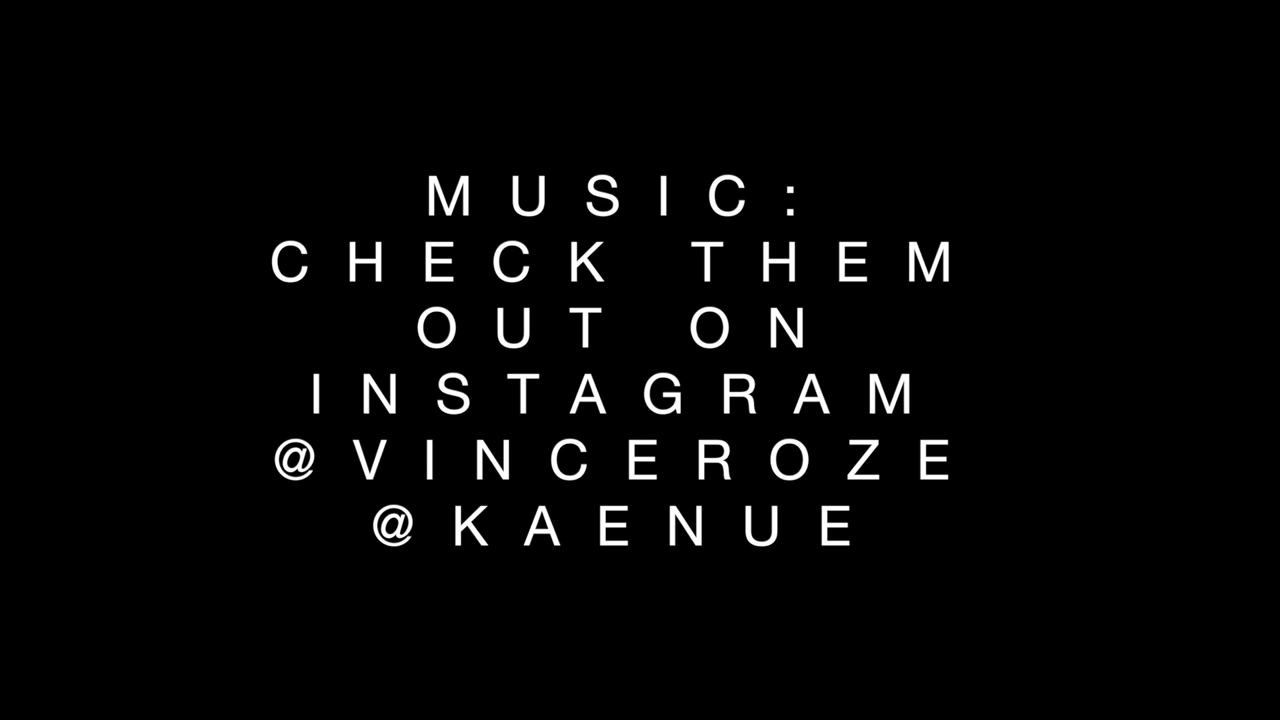 MUSIC:
CHECK THEM
OUT ON
INSTAGRAM
@VINCEROZE
@KAENUE